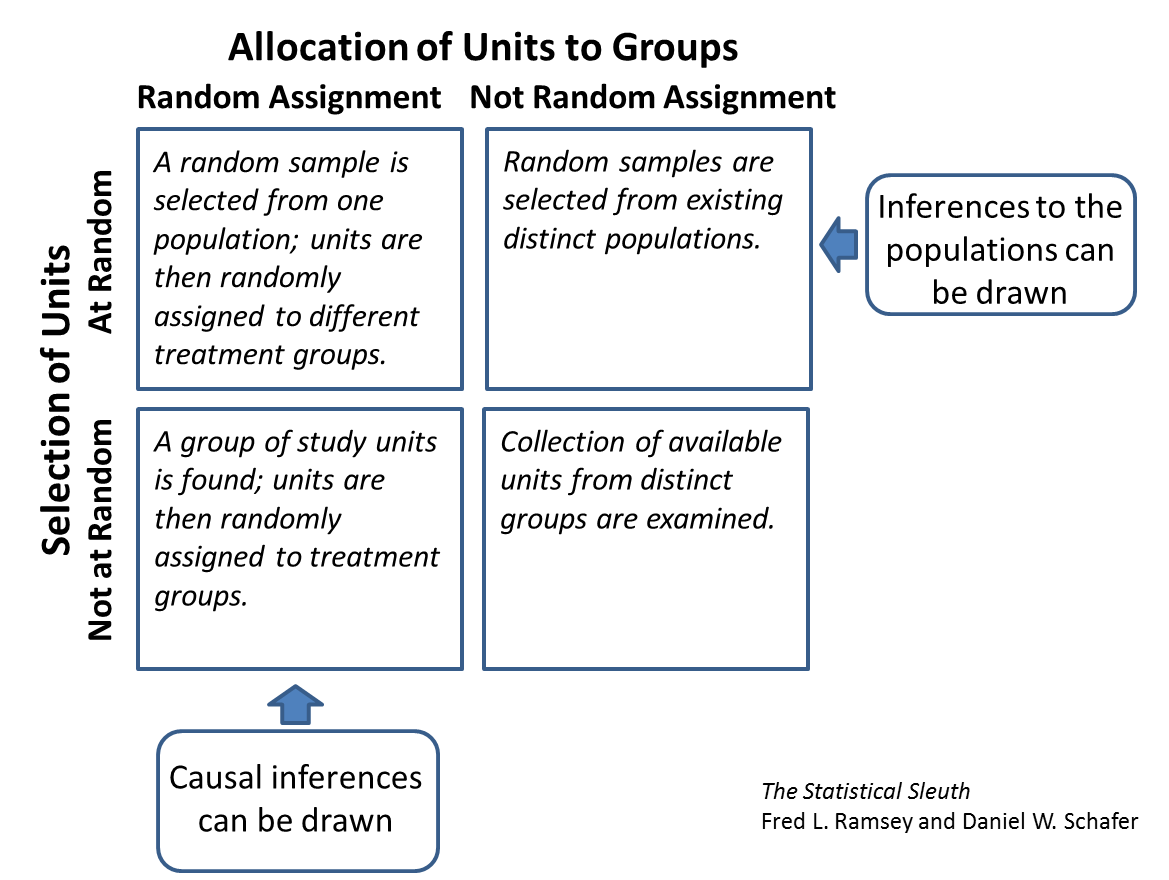 Allocation of Units to Groups
Random Assignment
Not Random Assignment
Selection of Units
At Random
A random sample is
selected from one
population; units are
then randomly
assigned to different
treatment groups.
Random samples are
selected from existing
distinct populations.
Inferences to the
populations can
be drawn
Not at Random
A group of study units
is found; units are
then randomly
assigned to treatment
groups.
Collection of available
units from distinct
groups are examined.
Causal inferences
can be drawn
The Statistical Sleuth
Fred L. Ramsey and Daniel W. Schafer